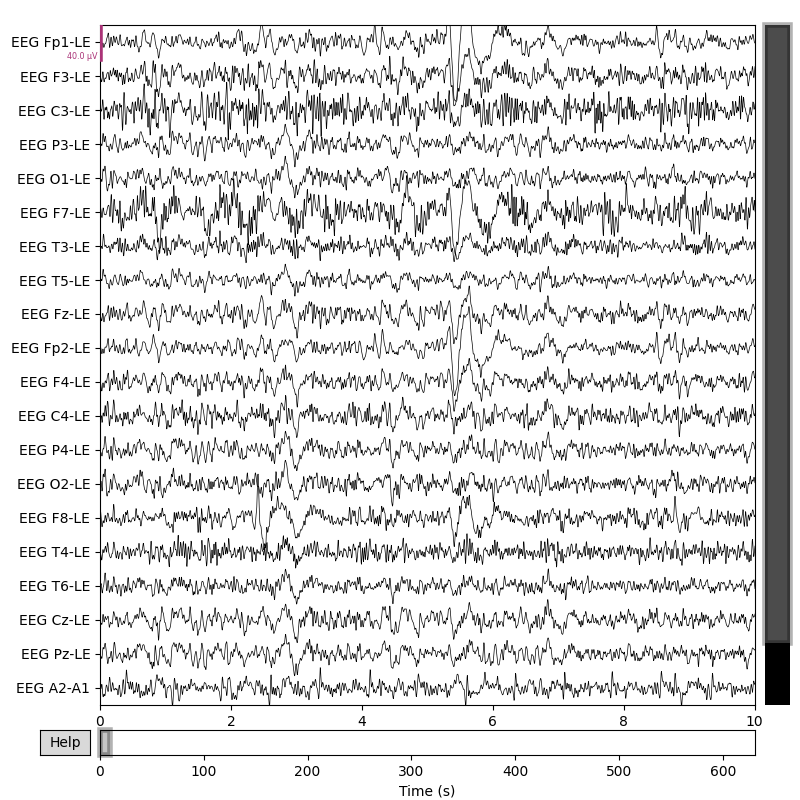 EEG Fp1-LE
40.0 µV
EEG F3-LE
EEG C3-LE
EEG P3-LE
EEG O1-LE
EEG F7-LE
EEG T3-LE
EEG T5-LE
EEG Fz-LE
EEG Fp2-LE
EEG F4-LE
EEG C4-LE
EEG P4-LE
EEG O2-LE
EEG F8-LE
EEG T4-LE
EEG T6-LE
EEG Cz-LE
EEG Pz-LE
EEG A2-A1
0 2 4 6 8 10
Help
0 100 200 300 400 500 600
Time (s)